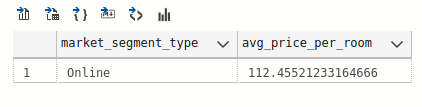 market_segment_type avg_price_per_room
1 Online 112.45521233164666